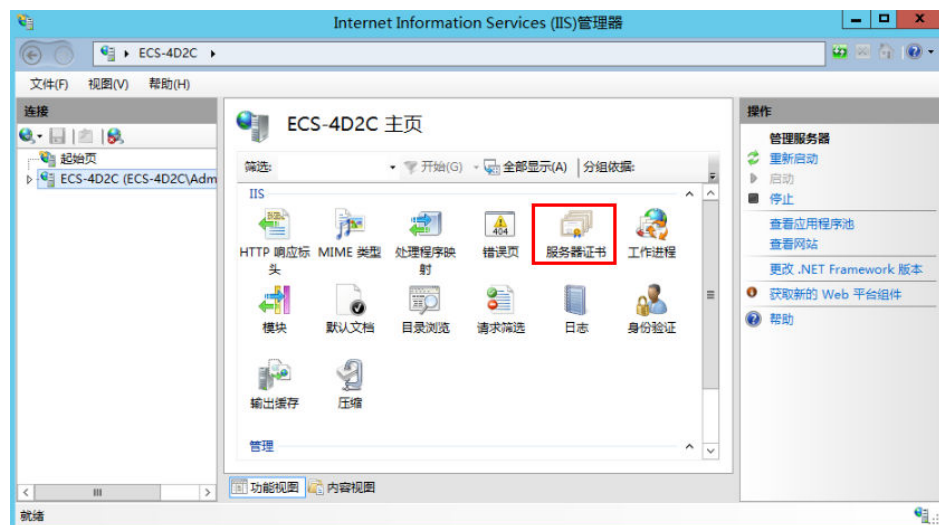 Internet Information Services (IIS)管理器
ECS-4D2C
文件(F) 视图(V) 帮助(H)
连接
起始页
ECS-4D2C (ECS-4D2C\Adm
ECS-4D2C 主页
筛选: 开始(G) 全部显示(A) 分组依据:
IIS
HTTP 响应标头
MIME 类型
处理程序映射
404
错误页
服务器证书
工作进程
模块
默认文档
目录浏览
请求筛选
日志
身份验证
输出缓存
压缩
管理
功能视图 内容视图
操作
管理服务器
重新启动
启动
停止
查看应用程序池
查看网站
更改 .NET Framework 版本
获取新的 Web 平台组件
帮助
就绪